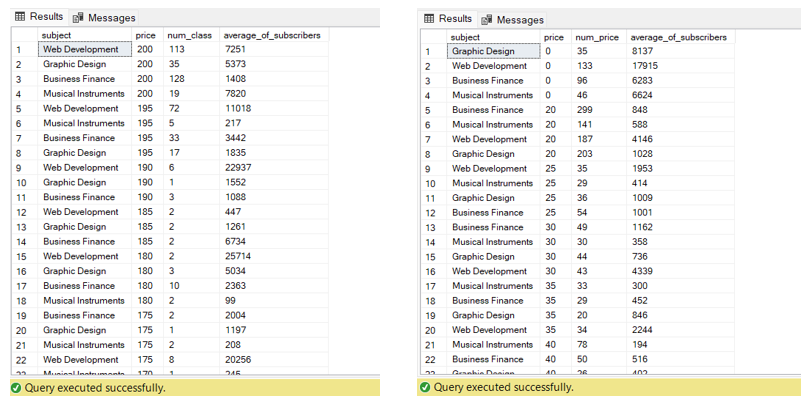 Results Messages
subject price num_class average_of_subscribers
1 Web Development 200 113 7251
2 Graphic Design 200 35 5373
3 Business Finance 200 128 1408
4 Musical Instruments 200 19 7820
5 Web Development 195 72 11018
6 Musical Instruments 195 5 217
7 Business Finance 195 33 3442
8 Graphic Design 195 17 1835
9 Web Development 190 6 22937
10 Graphic Design 190 1 1552
11 Business Finance 190 3 1088
12 Web Development 185 2 447
13 Graphic Design 185 2 1261
14 Business Finance 185 2 6734
15 Web Development 180 2 25714
16 Graphic Design 180 3 5034
17 Business Finance 180 10 2363
18 Musical Instruments 180 2 99
19 Business Finance 175 2 2004
20 Graphic Design 175 1 1197
21 Musical Instruments 175 2 208
22 Web Development 175 8 20256
Musical Instruments 170 1 245
Query executed successfully.
Results Messages
subject price num_price average_of_subscribers
1 Graphic Design 0 35 8137
2 Web Development 0 133 17915
3 Business Finance 0 96 6283
4 Musical Instruments 0 46 6624
5 Business Finance 20 299 848
6 Musical Instruments 20 141 588
7 Web Development 20 187 4146
8 Graphic Design 20 203 1028
9 Web Development 25 35 1953
10 Musical Instruments 25 29 414
11 Graphic Design 25 36 1009
12 Business Finance 25 54 1001
13 Business Finance 30 49 1162
14 Musical Instruments 30 30 358
15 Graphic Design 30 44 736
16 Web Development 30 43 4339
17 Musical Instruments 35 33 300
18 Business Finance 35 29 452
19 Graphic Design 35 20 846
20 Web Development 35 34 2244
21 Musical Instruments 40 78 194
22 Business Finance 40 50 516
Graphic Design 40 26 402
Query executed successfully.